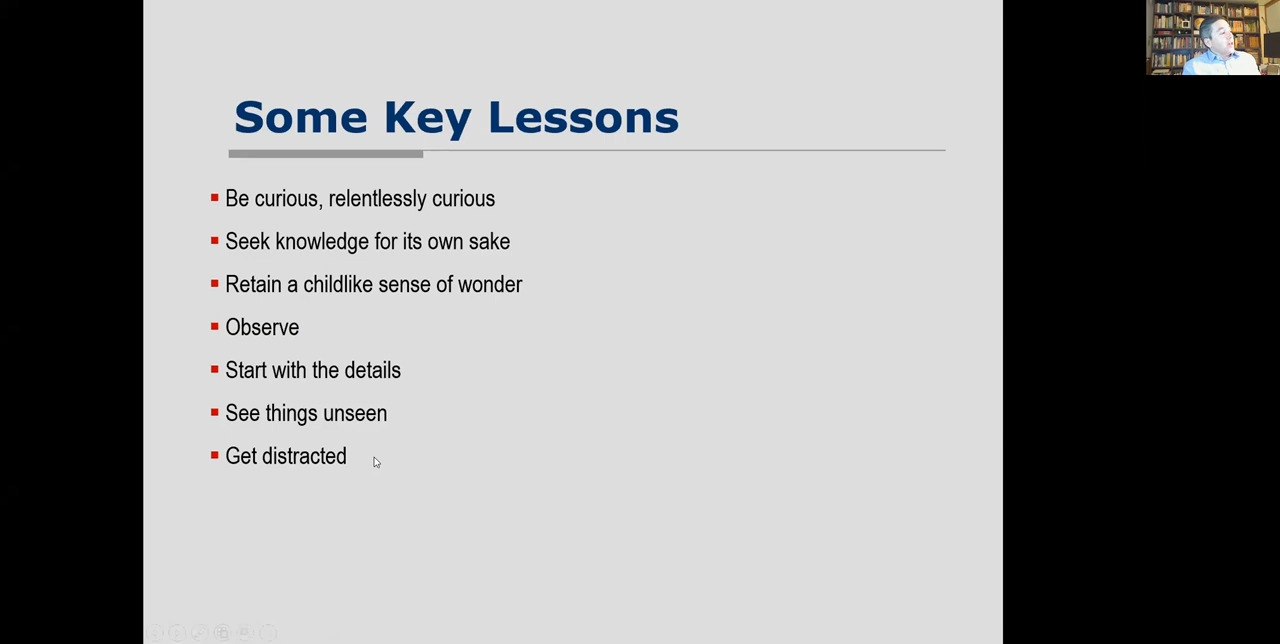 Some Key Lessons
Be curious, relentlessly curious
Seek knowledge for its own sake
Retain a childlike sense of wonder
Observe
Start with the details
See things unseen
Get distracted